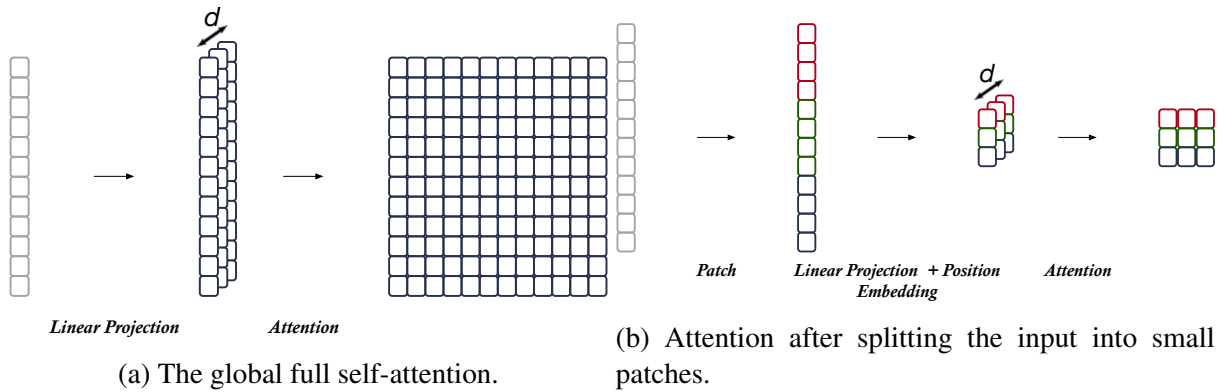 d
Linear Projection
Attention
(a) The global full self-attention.
d
Patch
Linear Projection + Position
Embedding
Attention
(b) Attention after splitting the input into small
patches.